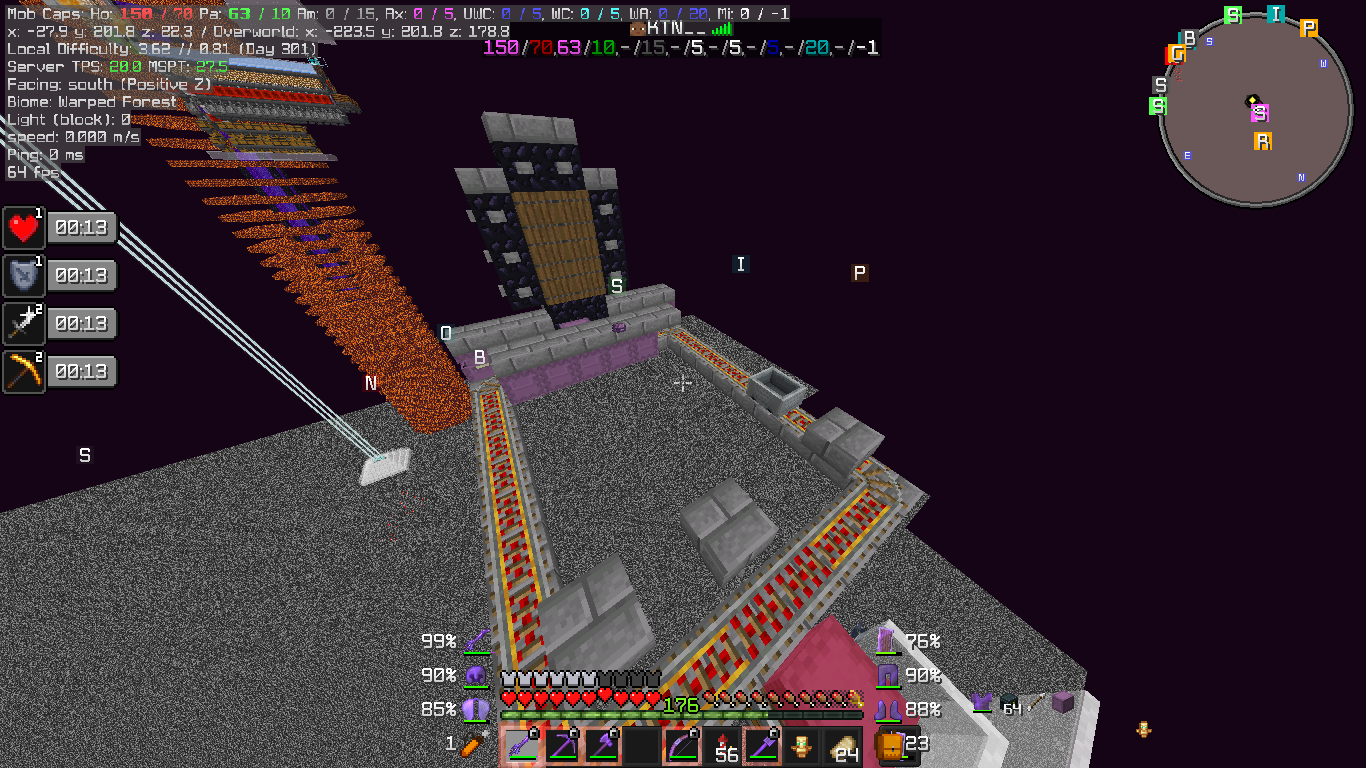 Mob Caps: Ho: 150 / 70 Pa: 63 / 10 Am: 0 / 15, Ax: 0 / 5, UWC: 0 / 5, WC: 0 / 5, WA: 0 / 20, Mi: 0 / -1
x: -27.9 y: 201.8 z: 22.3 / Overworld: x: -223.5 y: 201.8 z: 178.8
KTN__
Local Difficulty: 3.62 // 0.81 (Day 301)
150/70,63/10,-/15,-/5,-/5,-/5,-/20,-/-1
Server TPS: 20.0 MSPT: 27.5
Facing: south (Positive Z)
Biome: Warped Forest
Light (block): 0
speed: 0.000 m/s
Ping: 0 ms
64 fps
S I P
B S W
G
S
S
S
R
E N
1 00:13
1 00:13
2 00:13
2 00:13
I
P
S
O
B
N
S
99% 76%
90% 90%
85% 88%
176
64
1 56 24 23